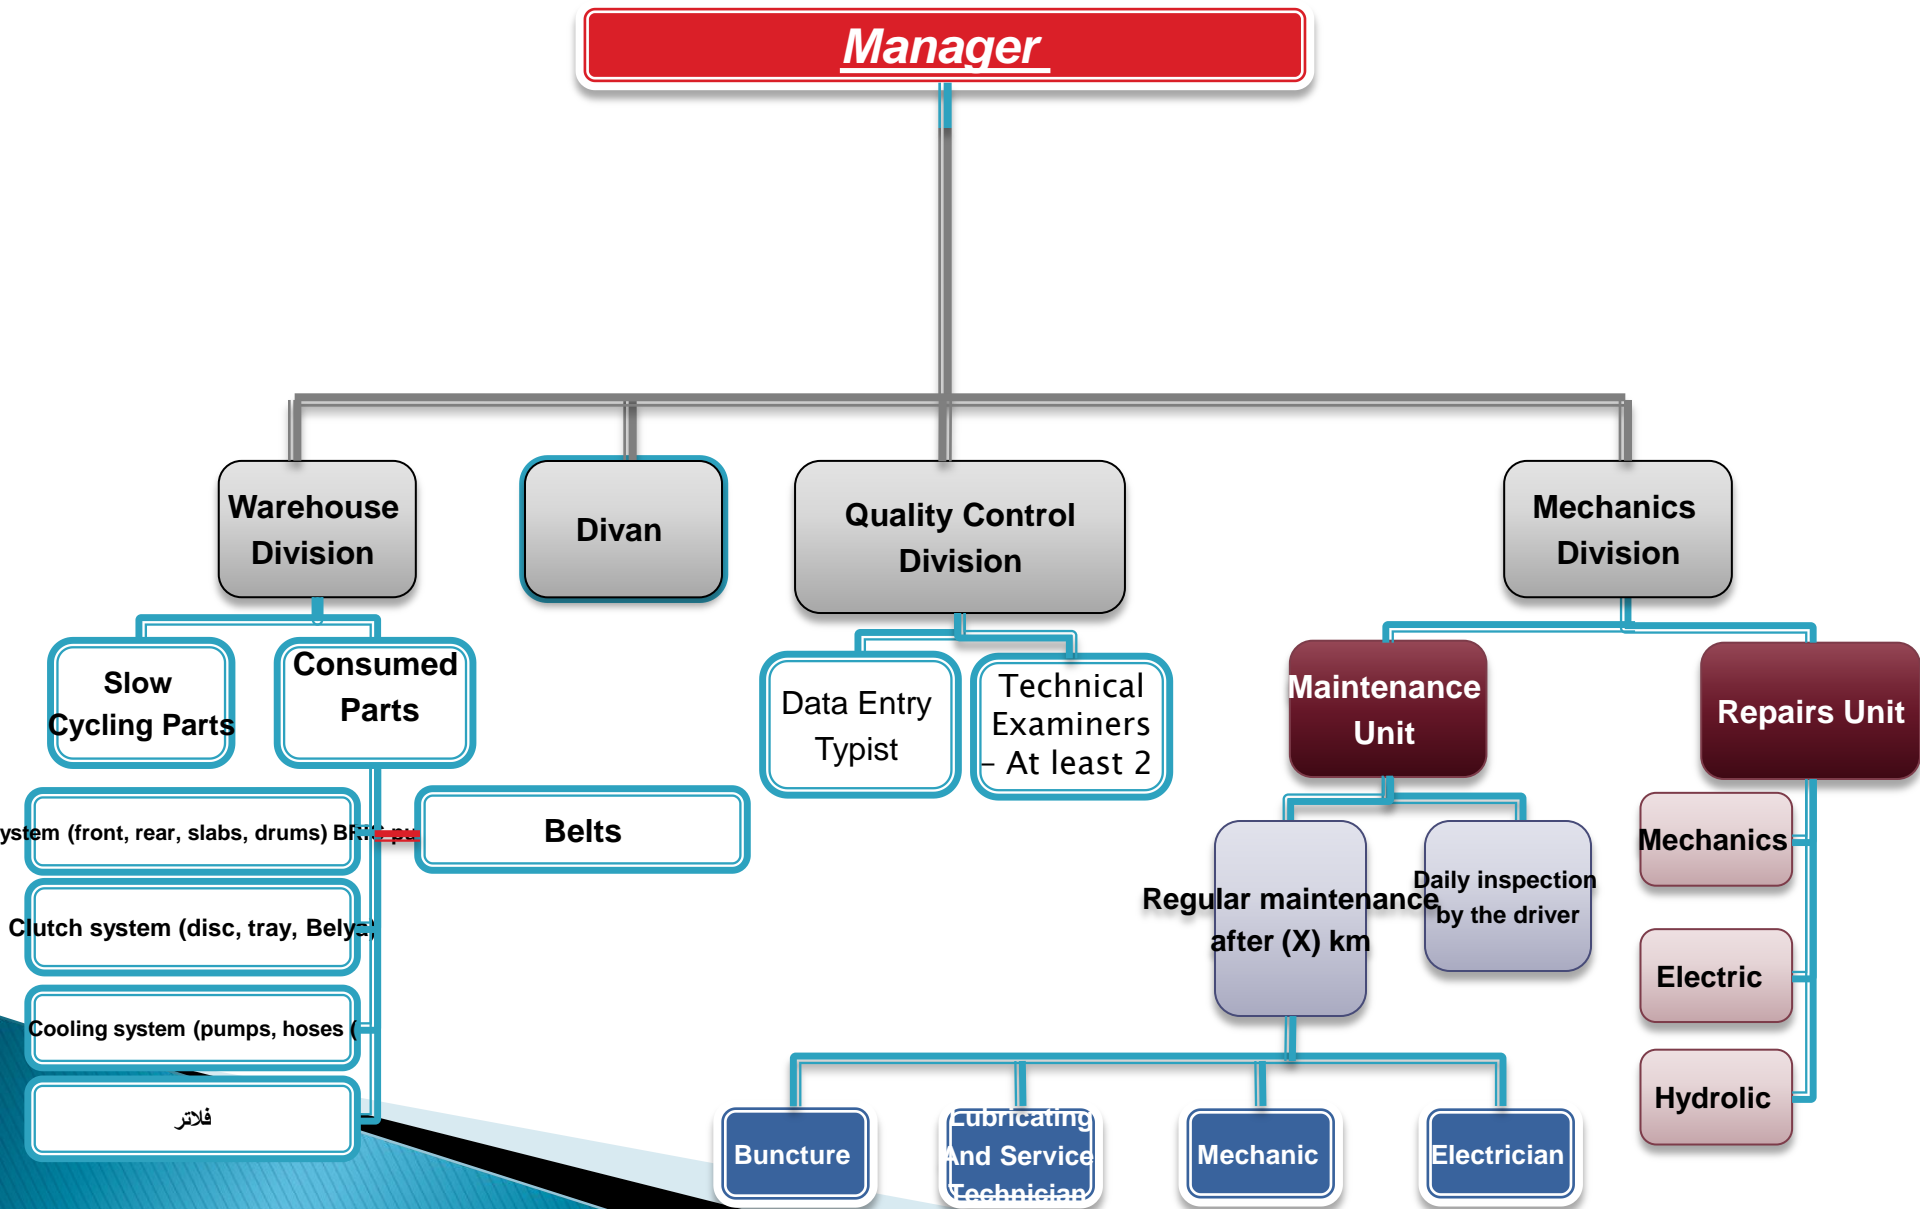 Manager
Warehouse
Division
Divan
Quality Control
Division
Mechanics
Division
Slow
Cycling Parts
Consumed
Parts
Data Entry
Typist
Technical
Examiners
– At least 2
Maintenance
Unit
Repairs Unit
(front, rear, slabs, drums)
Belts
Mechanics
Clutch system (disc, tray, Belya)
Regular maintenance
after (X) km
Daily inspection
by the driver
Electric
Cooling system (pumps, hoses (
Hydrolic
فلاتر
Buncture
Lubricating
And Service
Technician
Mechanic
Electrician